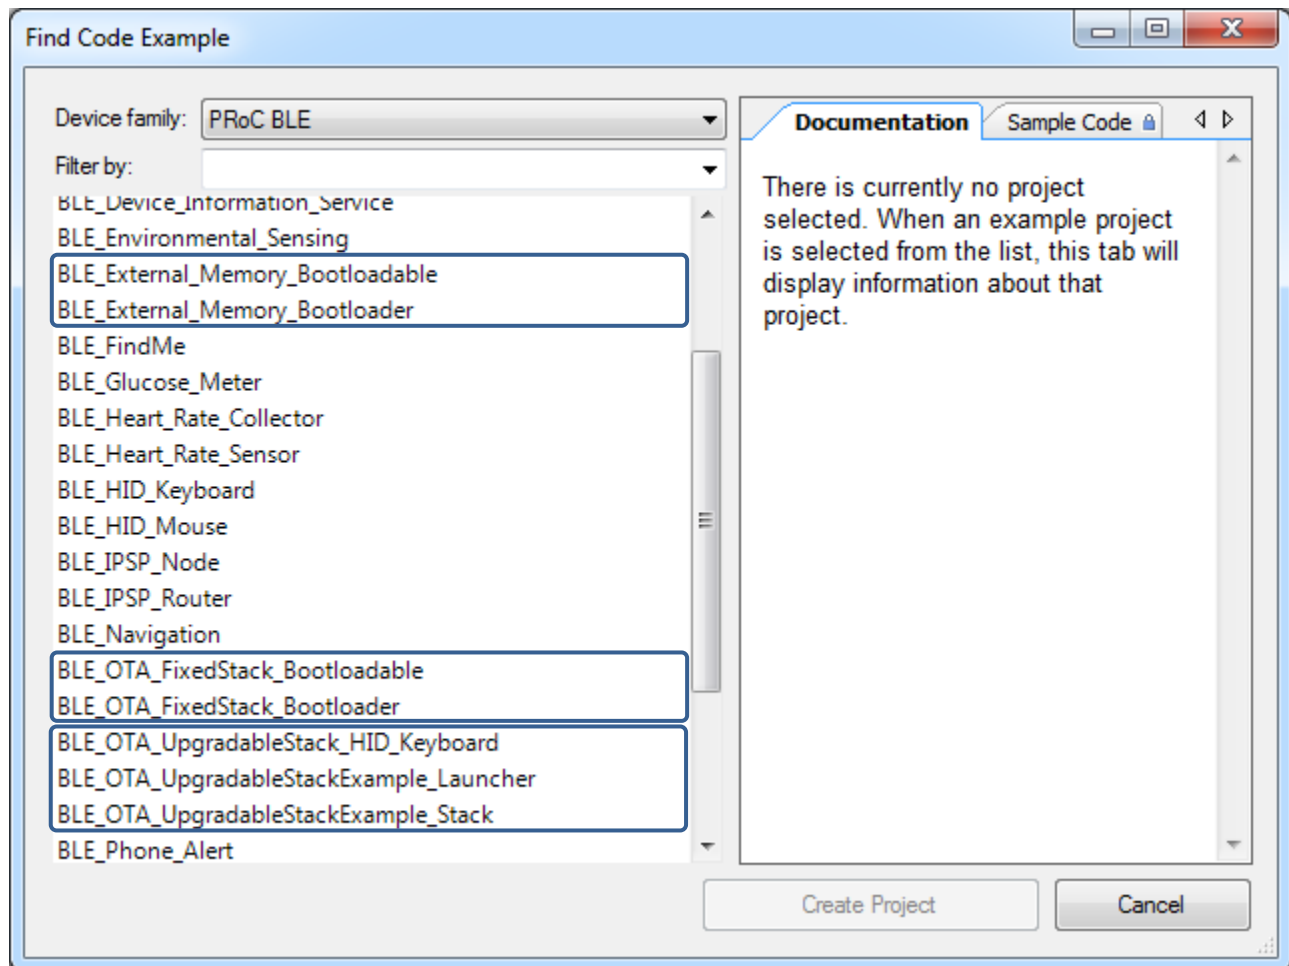 Find Code Example
Device family: PRoC BLE
Filter by:
BLE_Device_Information_Service
BLE_Environmental_Sensing
BLE_External_Memory_Bootloadable
BLE_External_Memory_Bootloader
BLE_FindMe
BLE_Glucose_Meter
BLE_Heart_Rate_Collector
BLE_Heart_Rate_Sensor
BLE_HID_Keyboard
BLE_HID_Mouse
BLE_IPSP_Node
BLE_IPSP_Router
BLE_Navigation
BLE_OTA_FixedStack_Bootloadable
BLE_OTA_FixedStack_Bootloader
BLE_OTA_UpgradableStack_HID_Keyboard
BLE_OTA_UpgradableStackExample_Launcher
BLE_OTA_UpgradableStackExample_Stack
BLE_Phone_Alert
Documentation Sample Code
There is currently no project
selected. When an example project
is selected from the list, this tab will
display information about that
project.
Create Project Cancel